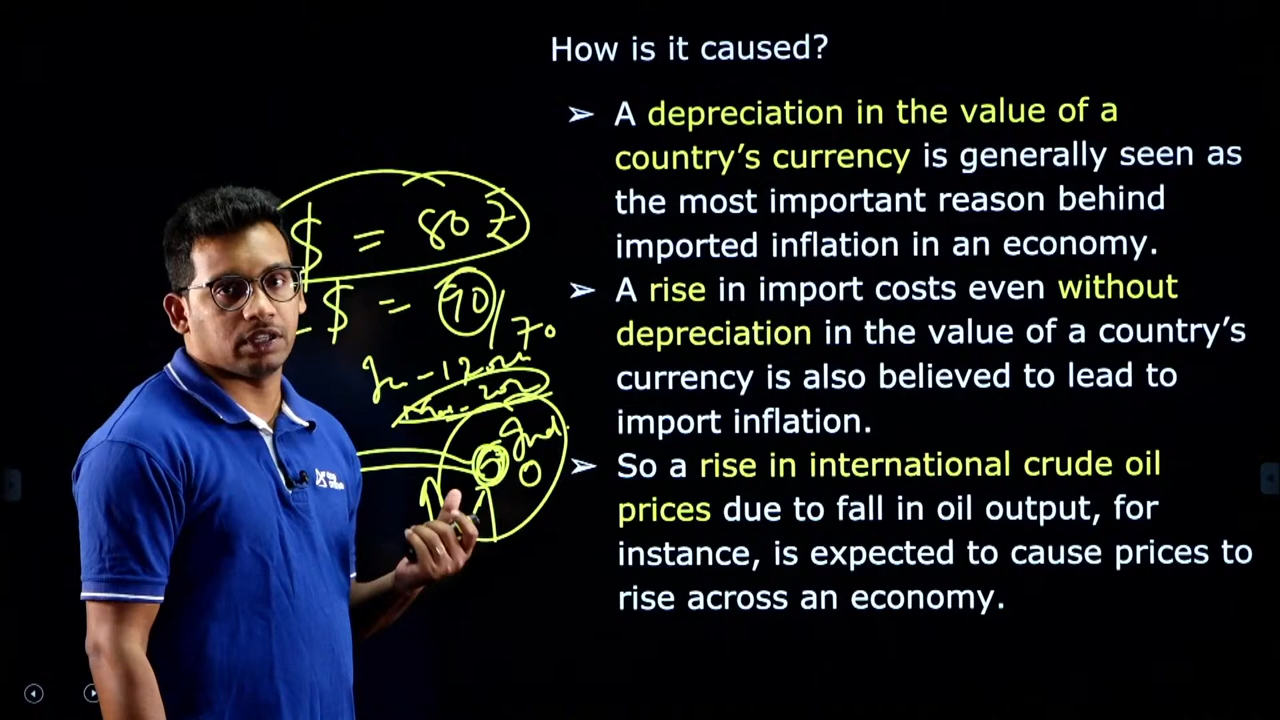 How is it caused?
➢ A depreciation in the value of a
country’s currency is generally seen as
the most important reason behind
imported inflation in an economy.
➢ A rise in import costs even without
depreciation in the value of a country’s
currency is also believed to lead to
import inflation.
➢ So a rise in international crude oil
prices due to fall in oil output, for
instance, is expected to cause prices to
rise across an economy.
$ = 80 ₹
$ = 90/70